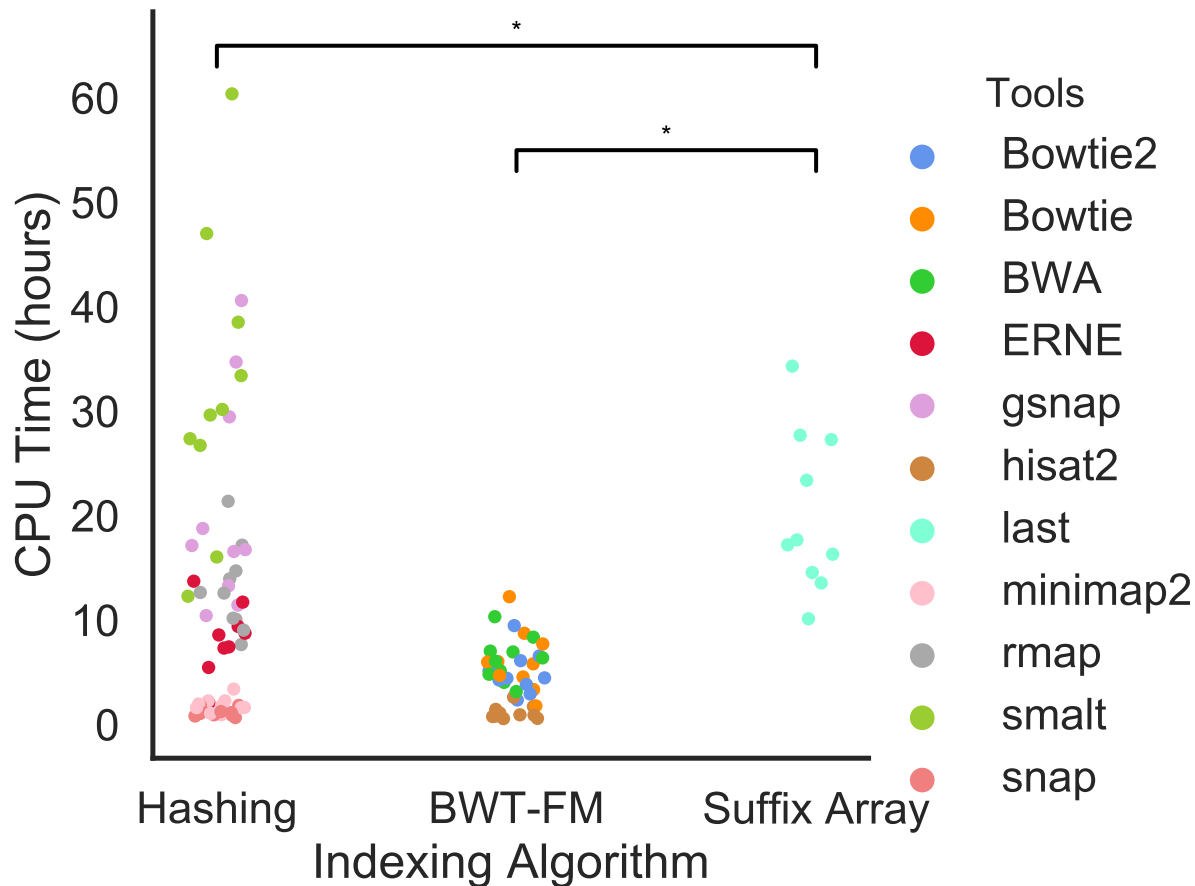 *
*
60
50
40
30
20
10
0
CPU Time (hours)
Hashing
BWT-FM
Suffix Array
Indexing Algorithm
Tools
Bowtie2
Bowtie
BWA
ERNE
gsnap
hisat2
last
minimap2
rmap
smalt
snap